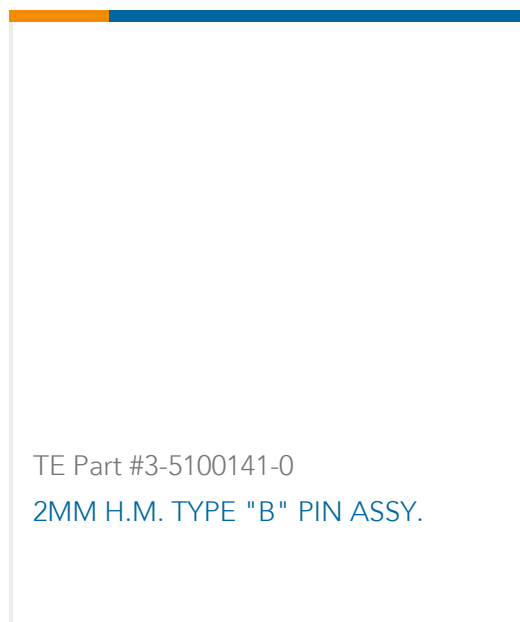 TE Part #3-5100141-0
2MM H.M. TYPE "B" PIN ASSY.